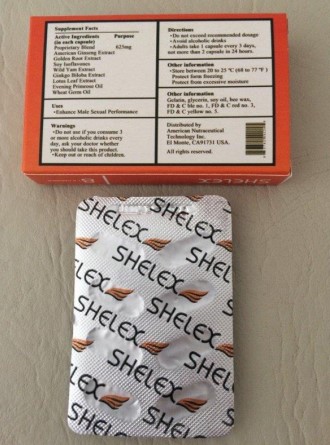 Supplement Facts
Active Ingredients Purpose
(in each capsule)
Proprietary Blend 625mg
American Ginseng Extract
Golden Root Extract
Soy Isoflavones
Wild Yam Extract
Ginkgo Biloba Extract
Lotus Leaf Extract
Evening Primrose Oil
Wheat Germ Oil
Uses
•Enhance Male Sexual Performance
Warnings
•Do not use if you consume 3
or more alcoholic drinks every
day, ask your doctor whether
you should take this product.
•Keep out or reach of children.
Directions
•Do not exceed recommended dosage
•Avoid alcoholic drinks
•Adults take 1 capsule every 3 days,
not more than 2 capsule in 24 hours.
Other information
•Store between 20 to 25 °C (68 to 77 °F)
Protect form freezing
Protect from excessive moisture
Other information
Gelatin, glycerin, soy oil, bee wax,
FD & C blue no. 1, FD & C red no. 3,
FD & C yellow no. 5.
Distributed by
American Nutraceutical
Technology Inc.
El Monte, CA91731 USA.
All rights reserved.
SHELEX
SHELEX
SHELEX
SHELEX
SHELEX
SHELEX
SHELEX
SHELEX